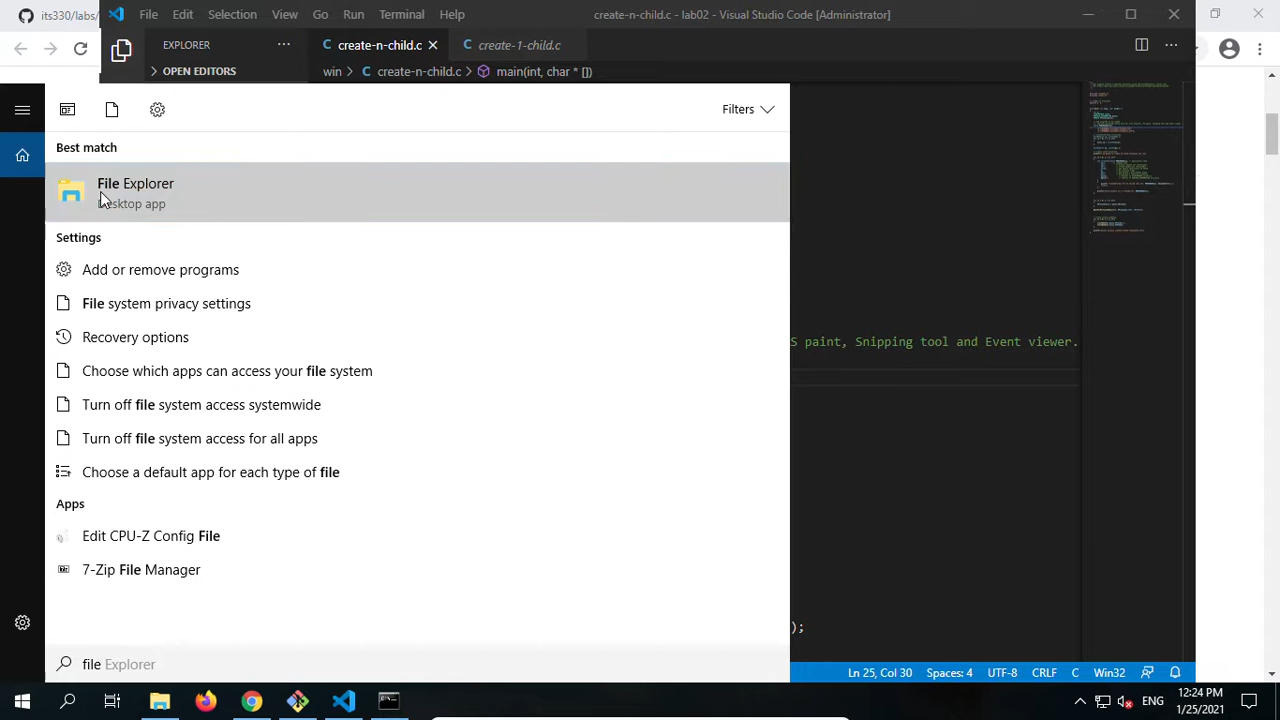 its330/labs/
File Edit Selection View Go Run Terminal Help
create-n-child.c - lab02 - Visual Studio Code [Administrator]
EXPLORER
create-n-child.c
create-1-child.c
OPEN EDITORS
win > create-n-child.c > main(int, char * [])
Filters
Best match
File Explorer
Desktop app
Settings
Add or remove programs
File system privacy settings
Recovery options
Choose which apps can access your file system
Turn off file system access systemwide
Turn off file system access for all apps
Choose a default app for each type of file
Apps
Edit CPU-Z Config File
7-Zip File Manager
S paint, Snipping tool and Event viewer.
);
file Explorer
Ln 25, Col 30 Spaces: 4 UTF-8 CRLF C Win32
ENG
12:24 PM
1/25/2021